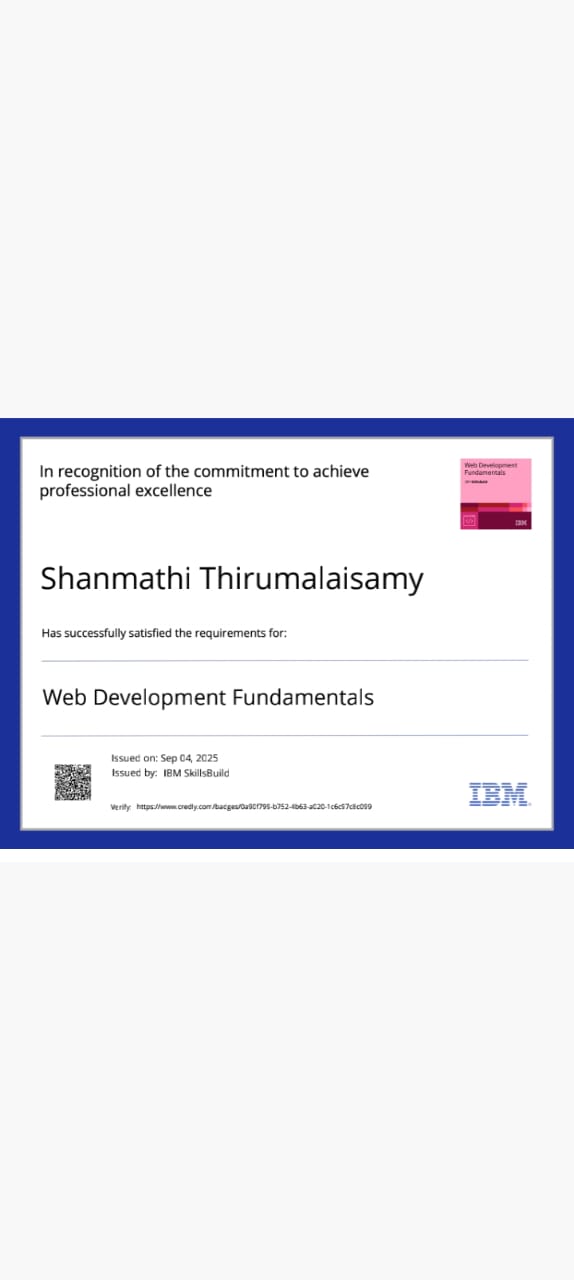 In recognition of the commitment to achieve
professional excellence
Web Development
Fundamentals
IBM
Shanmathi Thirumalaisamy
Has successfully satisfied the requirements for:
Web Development Fundamentals
Issued on: Sep 04, 2025
Issued by: IBM SkillsBuild
Verify: 
IBM